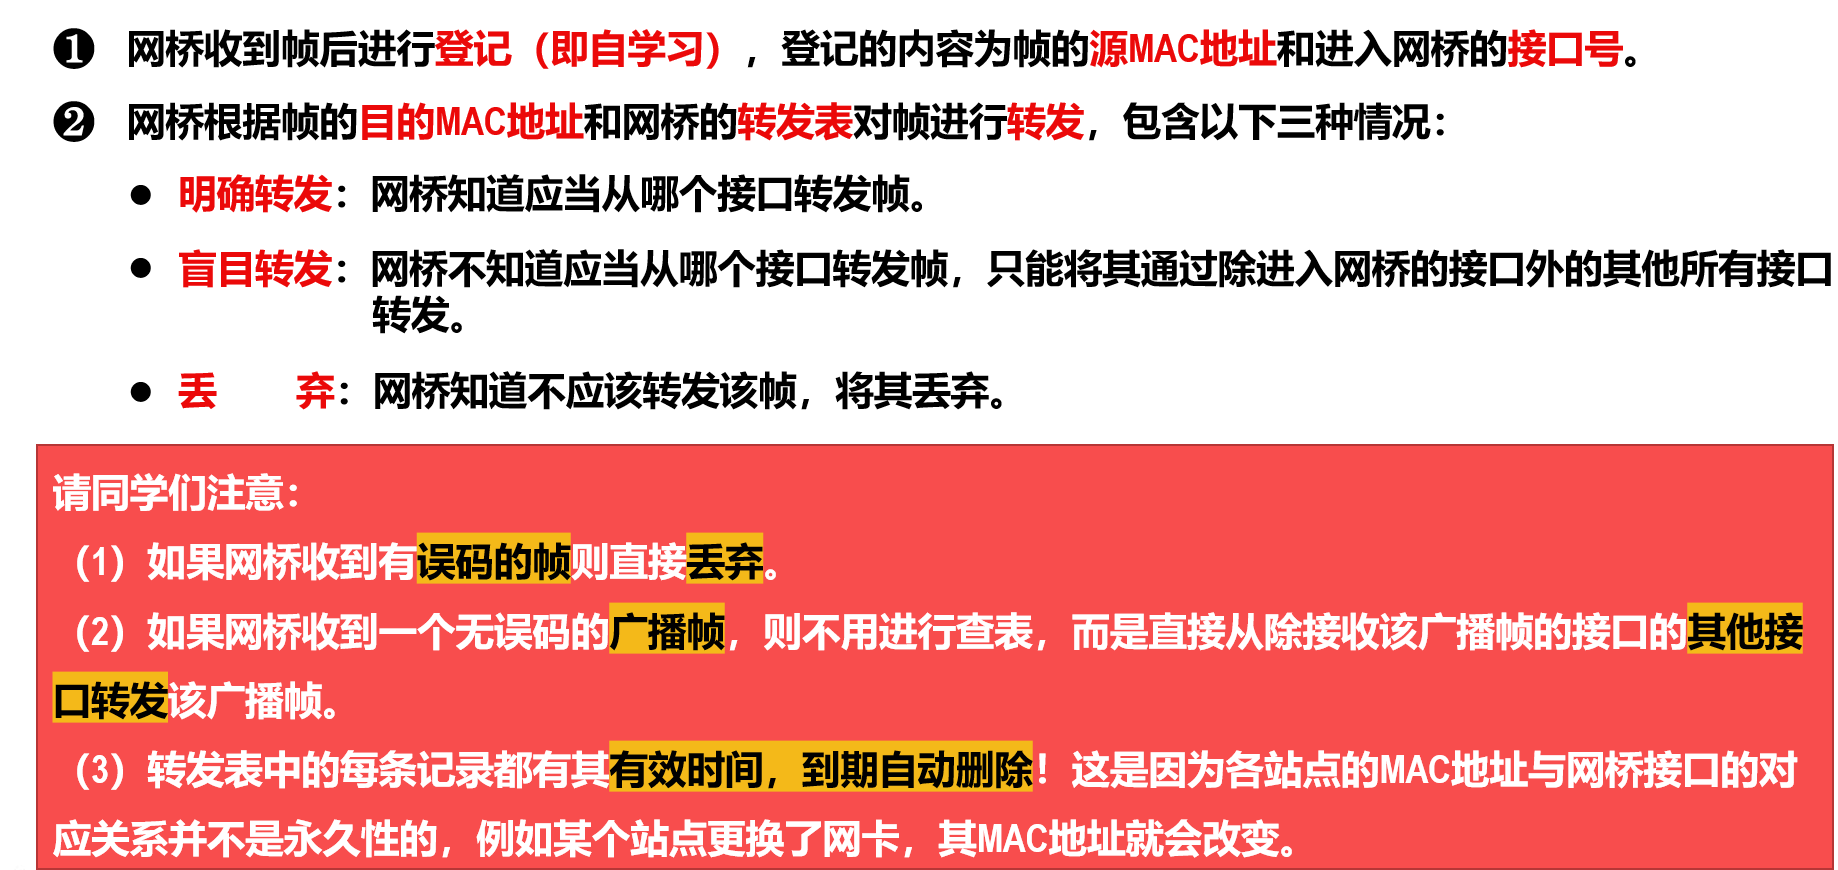 ❶ 网桥收到帧后进行登记（即自学习），登记的内容为帧的源MAC地址和进入网桥的接口号。
❷ 网桥根据帧的目的MAC地址和网桥的转发表对帧进行转发，包含以下三种情况：
● 明确转发：网桥知道应当从哪个接口转发帧。
● 盲目转发：网桥不知道应当从哪个接口转发帧，只能将其通过除进入网桥的接口外的其他所有接口
转发。
● 丢　　弃：网桥知道不应该转发该帧，将其丢弃。
请同学们注意：
（1）如果网桥收到有误码的帧则直接丢弃。
（2）如果网桥收到一个无误码的广播帧，则不用进行查表，而是直接从除接收该广播帧的接口的其他接
口转发该广播帧。
（3）转发表中的每条记录都有其有效时间，到期自动删除！这是因为各站点的MAC地址与网桥接口的对
应关系并不是永久性的，例如某个站点更换了网卡，其MAC地址就会改变。